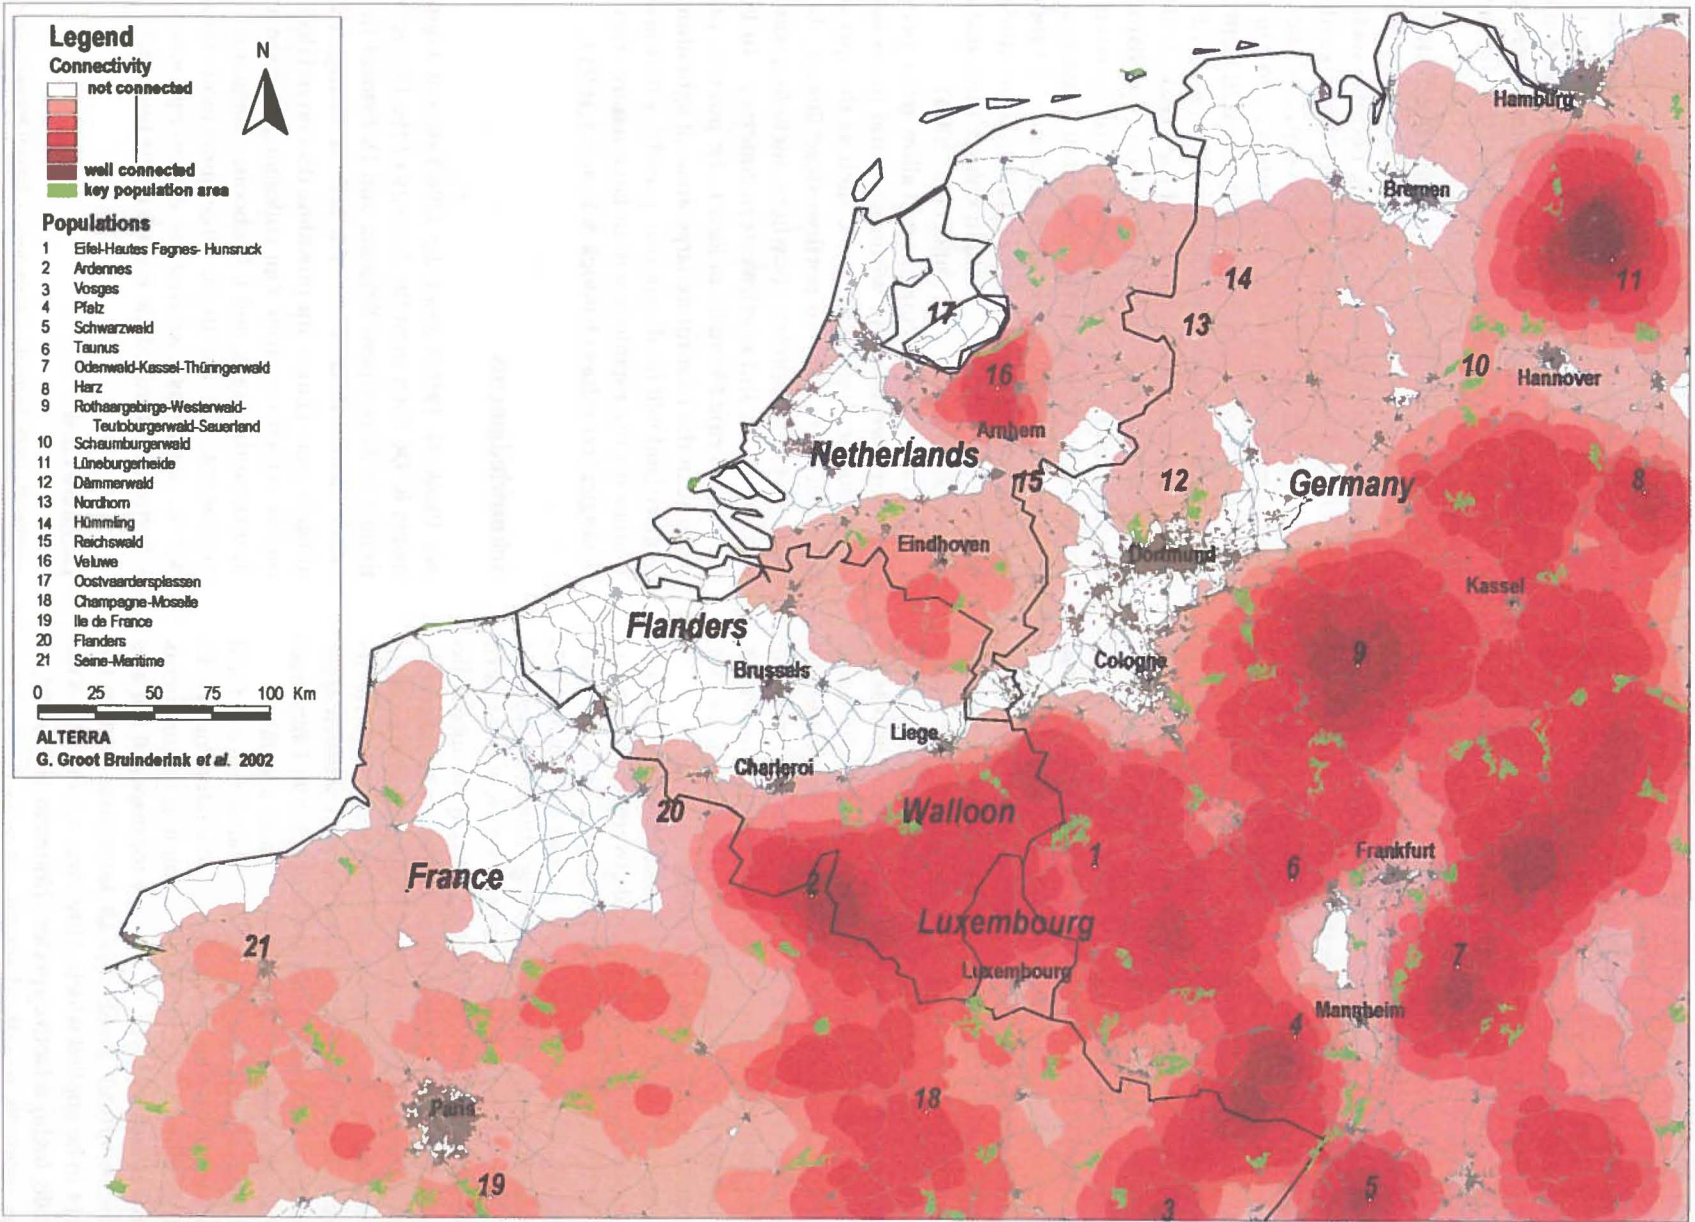 Legend
Connectivity
not connected
well connected
key population area
N
Populations
1 Eifel-Hautes Fagnes- Hunsruck
2 Ardennes
3 Vosges
4 Pfalz
5 Schwarzwald
6 Taunus
7 Odenwald-Kassel-Thüringerwald
8 Harz
9 Rothaargebirge-Westerwald-
Teutoburgerwald-Sauerland
10 Schaumburgerwald
11 Lüneburgerheide
12 Dämmerwald
13 Nordhorn
14 Hümmling
15 Reichswald
16 Veluwe
17 Oostvaardersplassen
18 Champagne-Moselle
19 Ile de France
20 Flanders
21 Seine-Maritime
0 25 50 75 100 Km
ALTERRA
G. Groot Bruinderink et al. 2002
Hamburg
Bremen
11
14
17
13
16
10
Hannover
Arnhem
Netherlands
15
12
Germany
8
Eindhoven
Dortmund
Kassel
Flanders
Brussels
Cologne
9
Liege
Charleroi
20
Walloon
1
6
Frankfurt
France
2
Luxembourg
21
Luxembourg
7
Mannheim
4
Paris
18
19
3
5